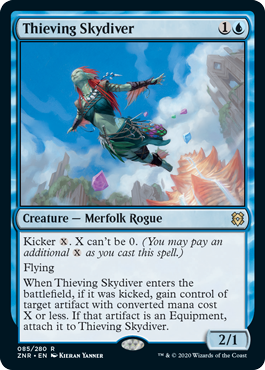 Thieving Skydiver 1
Creature — Merfolk Rogue
Kicker X. X can't be 0. (You may pay an
additional X as you cast this spell.)
Flying
When Thieving Skydiver enters the
battlefield, if it was kicked, gain control of
target artifact with converted mana cost
X or less. If that artifact is an Equipment,
attach it to Thieving Skydiver.
2/1
085/280 R
ZNR • EN KIERAN YANNER
™ & © 2020 Wizards of the Coast